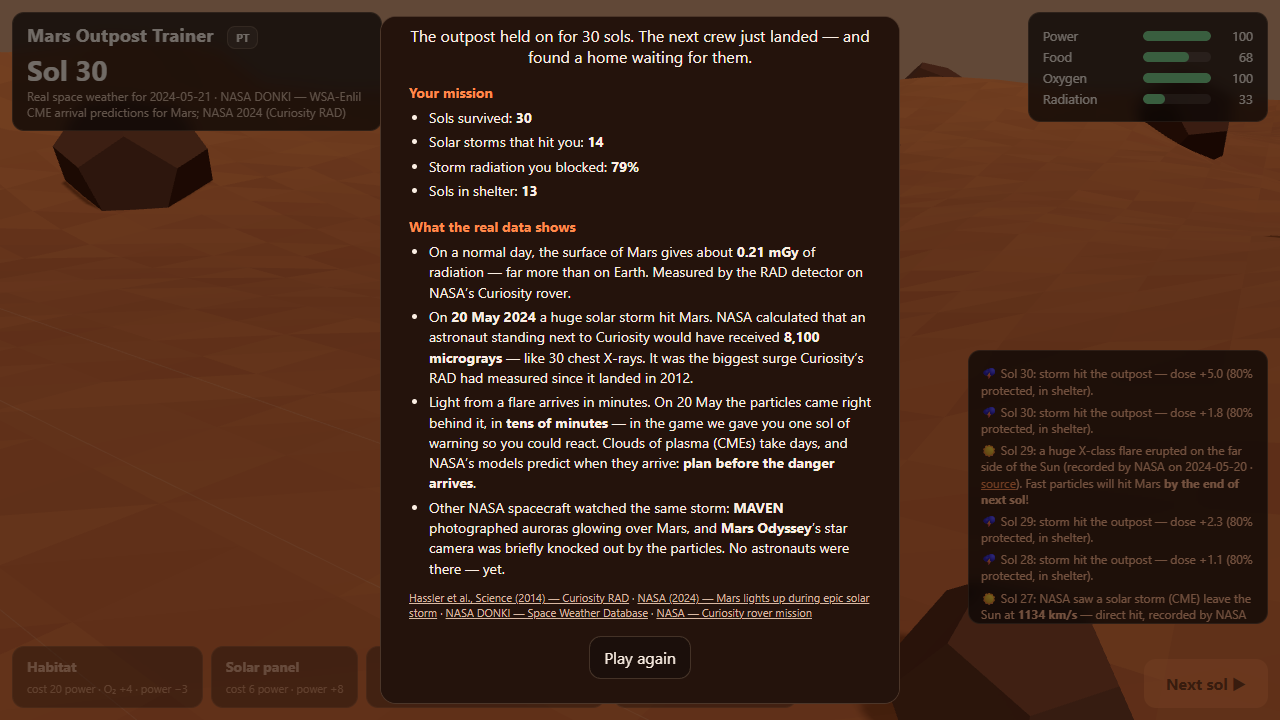 Mars Outpost Trainer PT
Sol 30
Real space weather for 2024-05-21 · NASA DONKI — WSA-Enlil
CME arrival predictions for Mars; NASA 2024 (Curiosity RAD)
The outpost held on for 30 sols. The next crew just landed — and
found a home waiting for them.
Your mission
• Sols survived: 30
• Solar storms that hit you: 14
• Storm radiation you blocked: 79%
• Sols in shelter: 13
What the real data shows
• On a normal day, the surface of Mars gives about 0.21 mGy of
radiation — far more than on Earth. Measured by the RAD detector on
NASA's Curiosity rover.
• On 20 May 2024 a huge solar storm hit Mars. NASA calculated that an
astronaut standing next to Curiosity would have received 8,100
micrograys — like 30 chest X-rays. It was the biggest surge Curiosity's
RAD had measured since it landed in 2012.
• Light from a flare arrives in minutes. On 20 May the particles came right
behind it, in tens of minutes — in the game we gave you one sol of
warning so you could react. Clouds of plasma (CMEs) take days, and
NASA's models predict when they arrive: plan before the danger
arrives.
• Other NASA spacecraft watched the same storm: MAVEN
photographed auroras glowing over Mars, and Mars Odyssey's star
camera was briefly knocked out by the particles. No astronauts were
there — yet.
Hassler et al., Science (2014) — Curiosity RAD · NASA (2024) — Mars lights up during epic solar
storm · NASA DONKI — Space Weather Database · NASA — Curiosity rover mission
Play again
Power 100
Food 68
Oxygen 100
Radiation 33
Sol 30: storm hit the outpost — dose +5.0 (80%
protected, in shelter).
Sol 30: storm hit the outpost — dose +1.8 (80%
protected, in shelter).
Sol 29: a huge X-class flare erupted on the far
side of the Sun (recorded by NASA on 2024-05-20 ·
source). Fast particles will hit Mars by the end of
next sol!
Sol 29: storm hit the outpost — dose +2.3 (80%
protected, in shelter).
Sol 28: storm hit the outpost — dose +1.1 (80%
protected, in shelter).
Sol 27: NASA saw a solar storm (CME) leave the
Sun at 1134 km/s — direct hit, recorded by NASA
Habitat
cost 20 power · O₂ +4 · power −3
Solar panel
cost 6 power · power +8
Next sol ▶